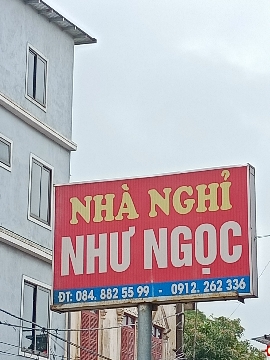 NHÀ NGHỈ
NHƯ NGỌC
ĐT: 084. 882 55 99 - 0912. 262 336